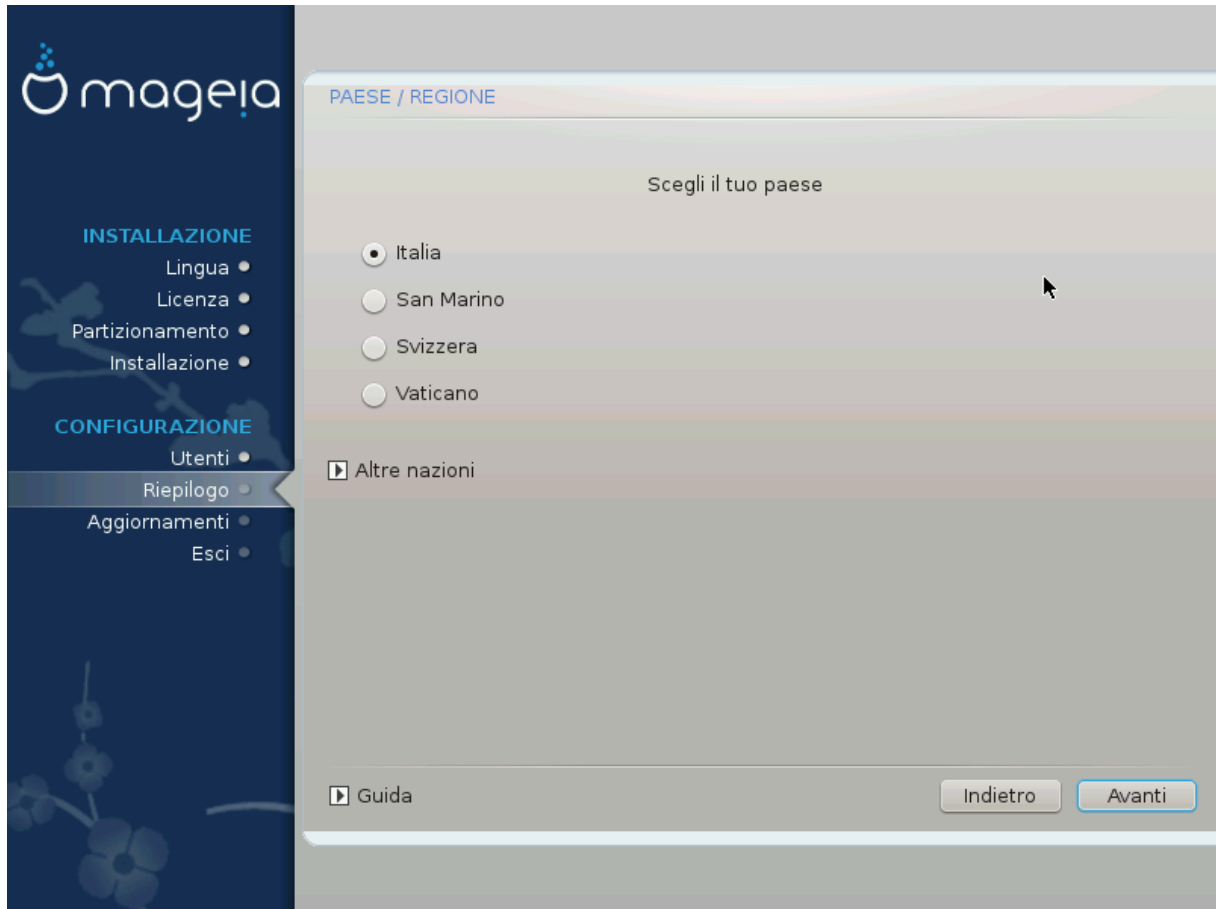 mageia
INSTALLAZIONE
Lingua
Licenza
Partizionamento
Installazione
CONFIGURAZIONE
Utenti
Riepilogo
Aggiornamenti
Esci
PAESE / REGIONE
Scegli il tuo paese
Italia
San Marino
Svizzera
Vaticano
Altre nazioni
Guida
Indietro
Avanti